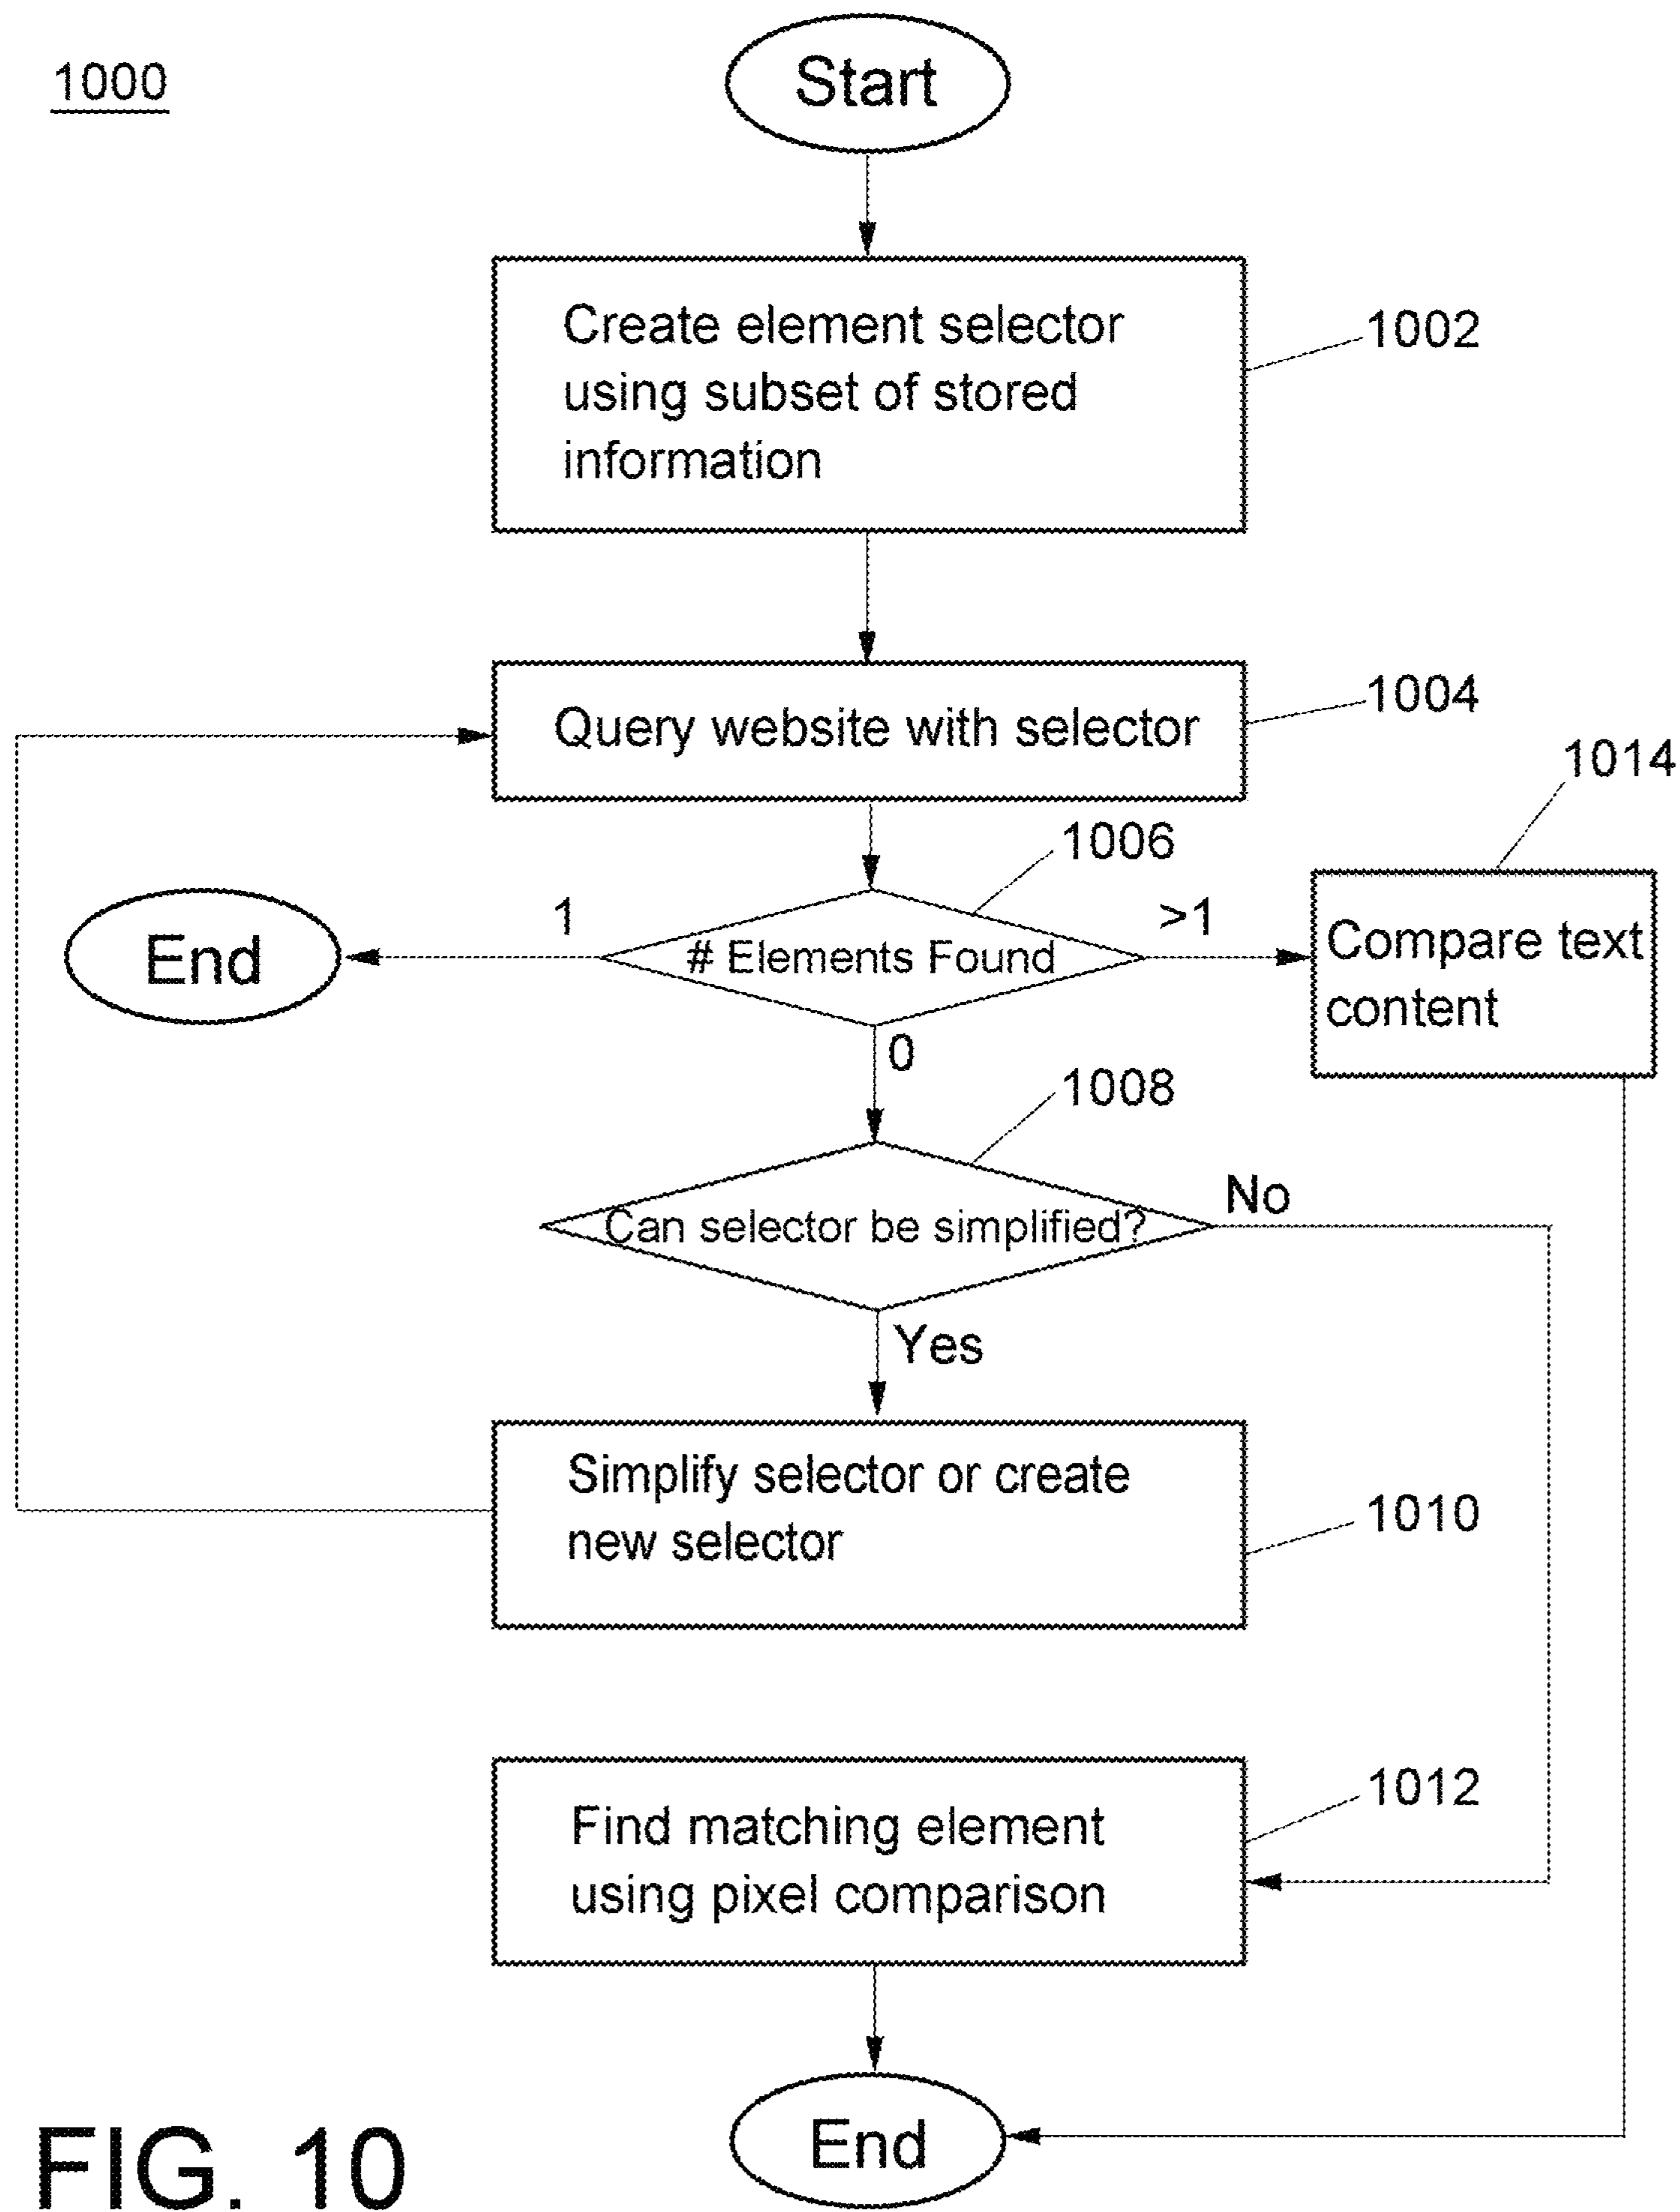 1000
Start
Create element selector
using subset of stored
information
1002
Query website with selector
1004
1014
1006
End
1
# Elements Found
>1
Compare text
content
0
1008
Can selector be simplified?
No
Yes
Simplify selector or create
new selector
1010
Find matching element
using pixel comparison
1012
End
FIG. 10